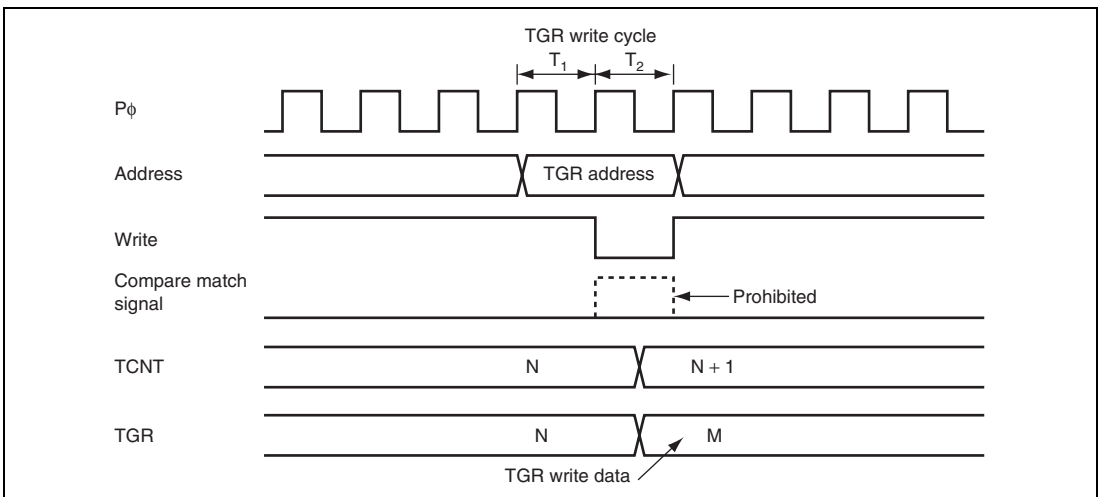 TGR write cycle
T1 T2
Pϕ
Address TGR address
Write
Compare match
signal Prohibited
TCNT N N + 1
TGR N M
TGR write data